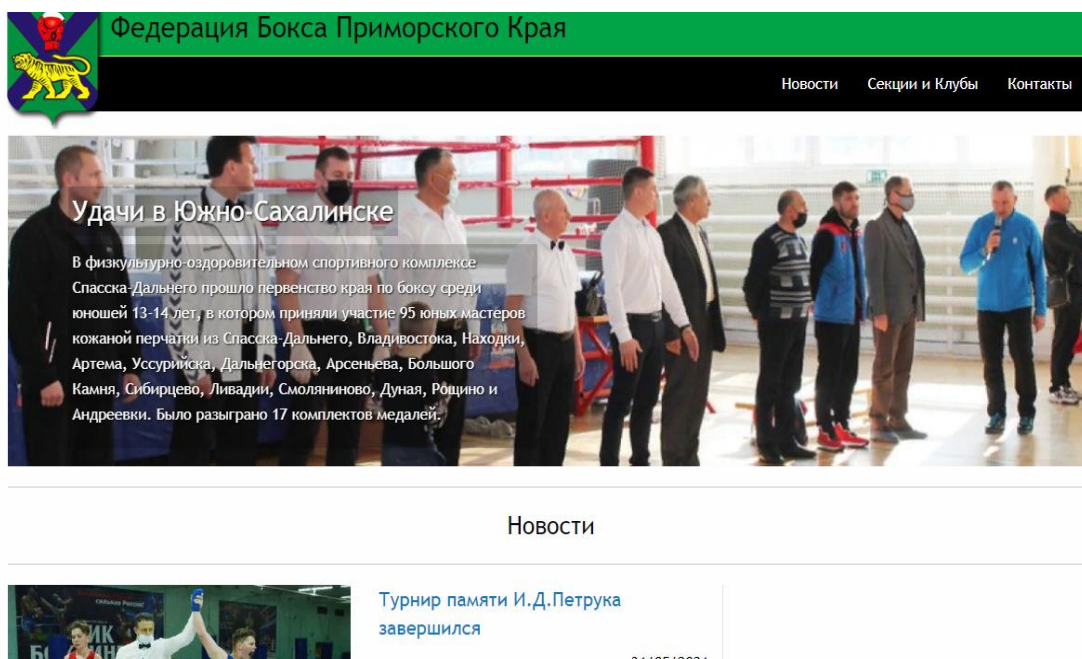 Федерация Бокса Приморского Края
Новости Секции и Клубы Контакты
Удачи в Южно-Сахалинске
В физкультурно-оздоровительном спортивного комплексе
Спасска-Дальнего прошло первенство края по боксу среди
юношей 13-14 лет, в котором приняли участие 95 юных мастеров
кожаной перчатки из Спасска-Дальнего, Владивостока, Находки,
Артема, Уссурийска, Дальнегорска, Арсеньева, Большого
Камня, Сибирцево, Ливадии, Смоляниново, Дуная, Рощино и
Андреевки. Было разыграно 17 комплектов медалей.
Новости
Турнир памяти И.Д.Петрука
завершился